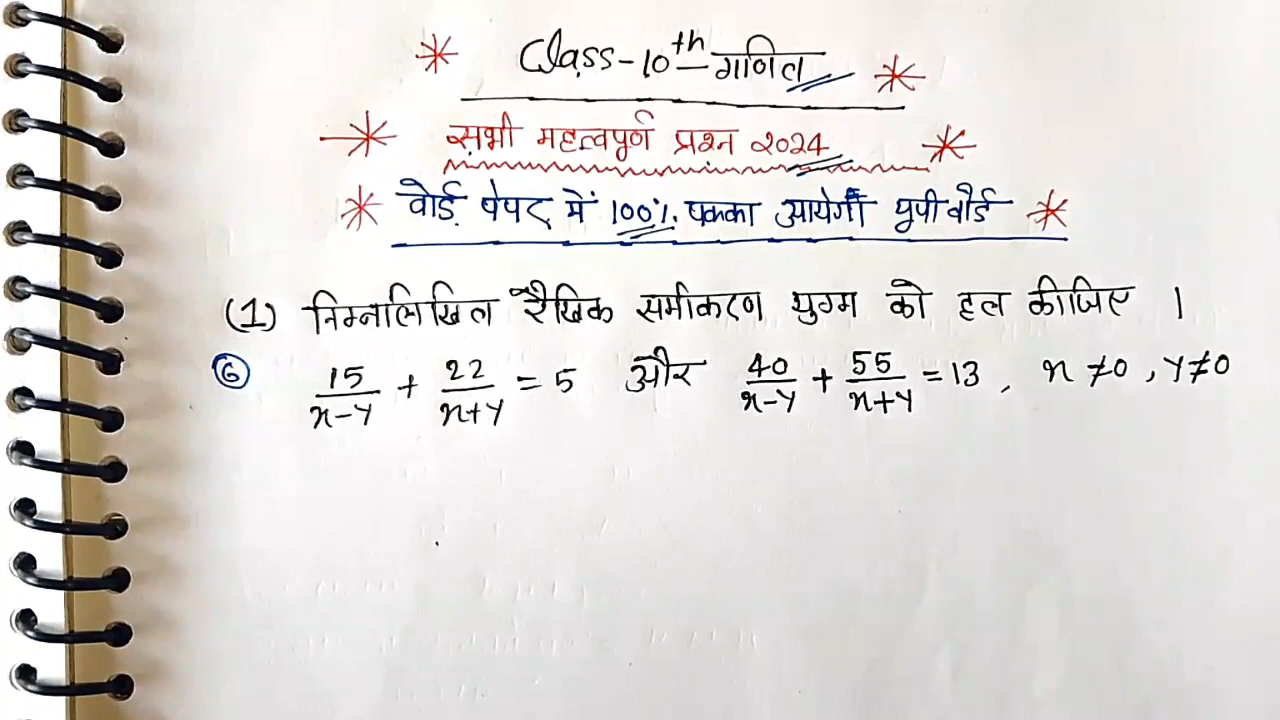 Class-10th गणित
सभी महत्वपूर्ण प्रश्न २०२4
बोर्ड पेपर में 100% पक्का आयेगा यूपी बोर्ड
(1) निम्नलिखित रैखिक समीकरण युग्म को हल कीजिए ।
6 15/(x-y) + 22/(x+y) = 5 और 40/(x-y) + 55/(x+y) = 13, x ≠ 0, y ≠ 0